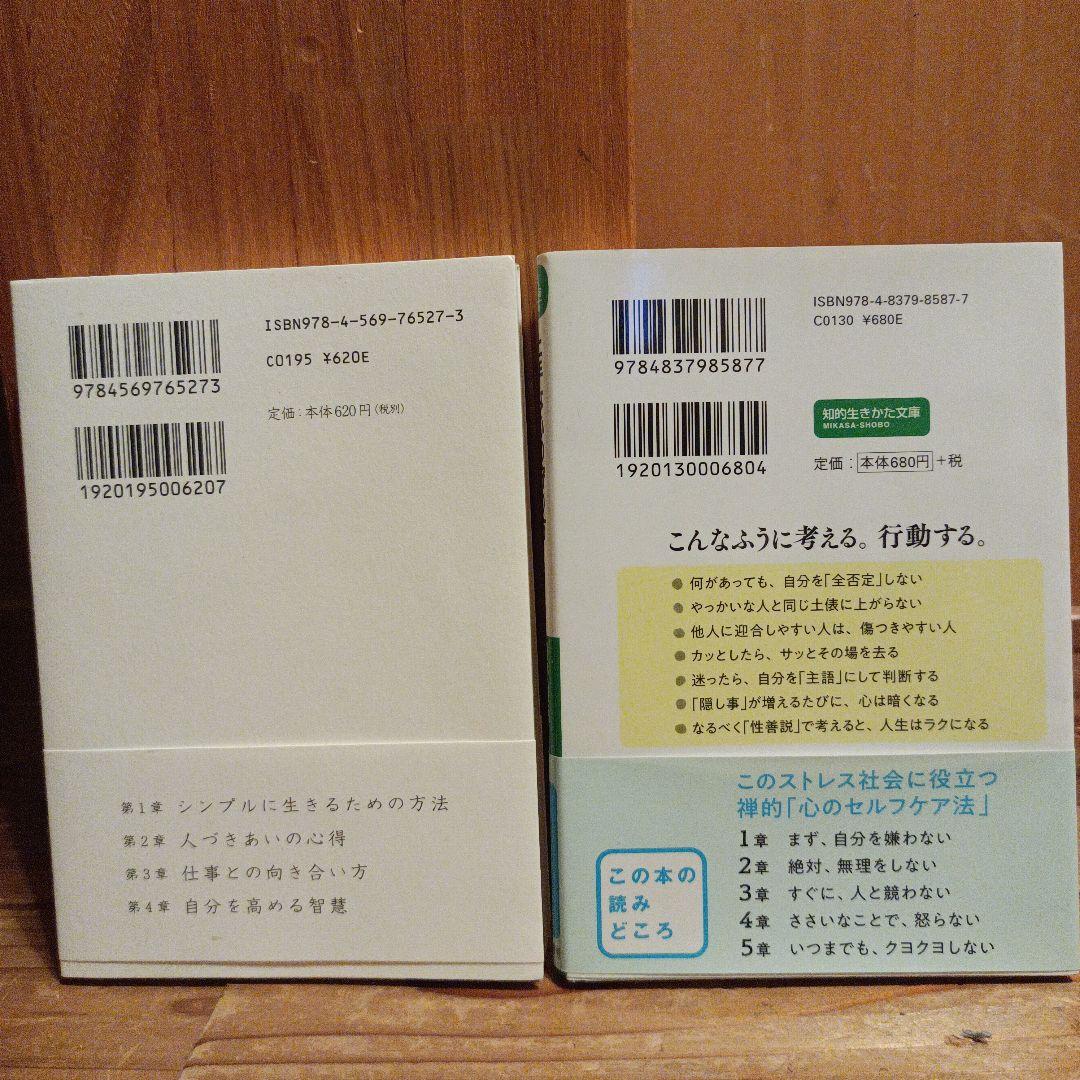 ISBN978-4-569-76527-3
C0195 ¥620E
9784569765273
定価:本体620円(税別)
1920195006207
第1章 シンプルに生きるための方法
第2章 人づきあいの心得
第3章 仕事との向き合い方
第4章 自分を高める智慧
ISBN978-4-8379-8587-7
C0130 ¥680E
9784837985877
知的生きかた文庫
MIKASA-SHOBO
定価:本体680円+税
1920130006804
こんなふうに考える。行動する。
●何があっても、自分を「全否定」しない
●やっかいな人と同じ土俵に上がらない
●他人に迎合しやすい人は、傷つきやすい人
●カッとしたら、サッとその場を去る
●迷ったら、自分を「主語」にして判断する
●「隠し事」が増えるたびに、心は暗くなる
●なるべく「性善説」で考えると、人生はラクになる
このストレス社会に役立つ
禅的「心のセルフケア法」
この本の
読み
どころ
1章 まず、自分を嫌わない
2章 絶対、無理をしない
3章 すぐに、人と競わない
4章 ささいなことで、怒らない
5章 いつまでも、クヨクヨしない